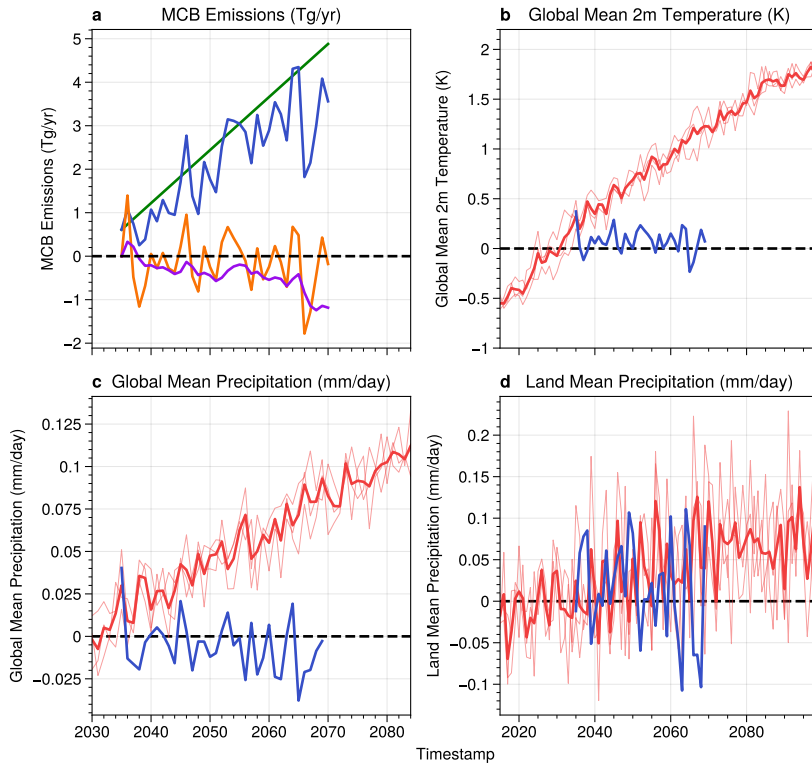 a MCB Emissions (Tg/yr)
MCB Emissions (Tg/yr)
5
4
3
2
1
0
−1
−2
b Global Mean 2m Temperature (K)
Global Mean 2m Temperature (K)
2
1.5
1
0.5
0
−0.5
−1
c Global Mean Precipitation (mm/day)
Global Mean Precipitation (mm/day)
0.125
0.1
0.075
0.05
0.025
0
−0.025
2030 2040 2050 2060 2070 2080
d Land Mean Precipitation (mm/day)
Land Mean Precipitation (mm/day)
0.2
0.15
0.1
0.05
0
−0.05
−0.1
2020 2040 2060 2080
Timestamp